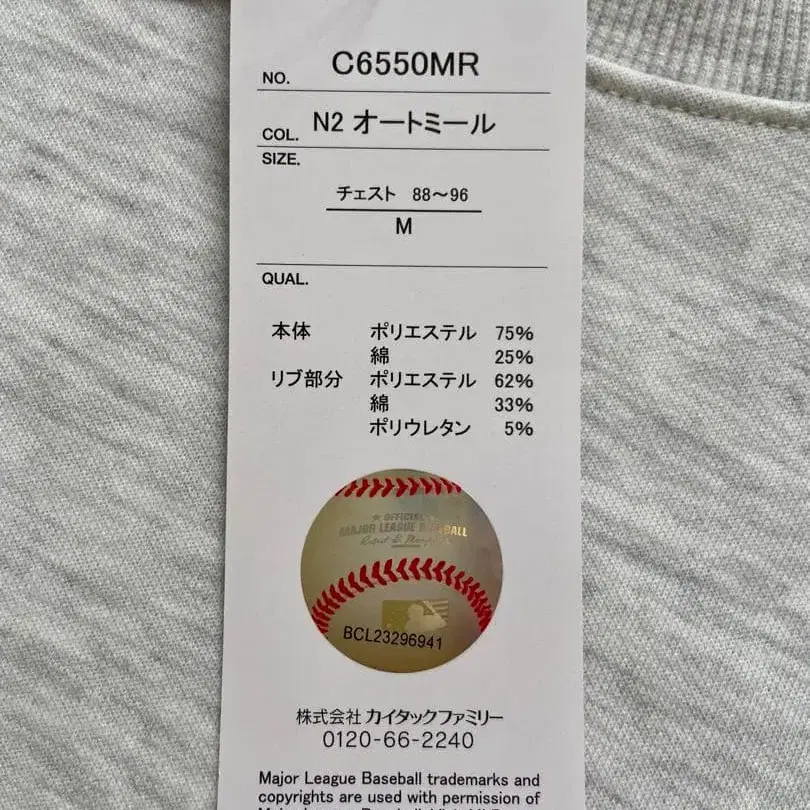 NO. C6550MR
COL. N2 オートミール
SIZE.
チェスト 88～96
M
QUAL.
本体 ポリエステル 75%
綿 25%
リブ部分 ポリエステル 62%
綿 33%
ポリウレタン 5%
OFFICIAL
MAJOR LEAGUE BASEBALL
BCL23296941
株式会社 カイタックファミリー
0120-66-2240
Major League Baseball trademarks and
copyrights are used with permission of